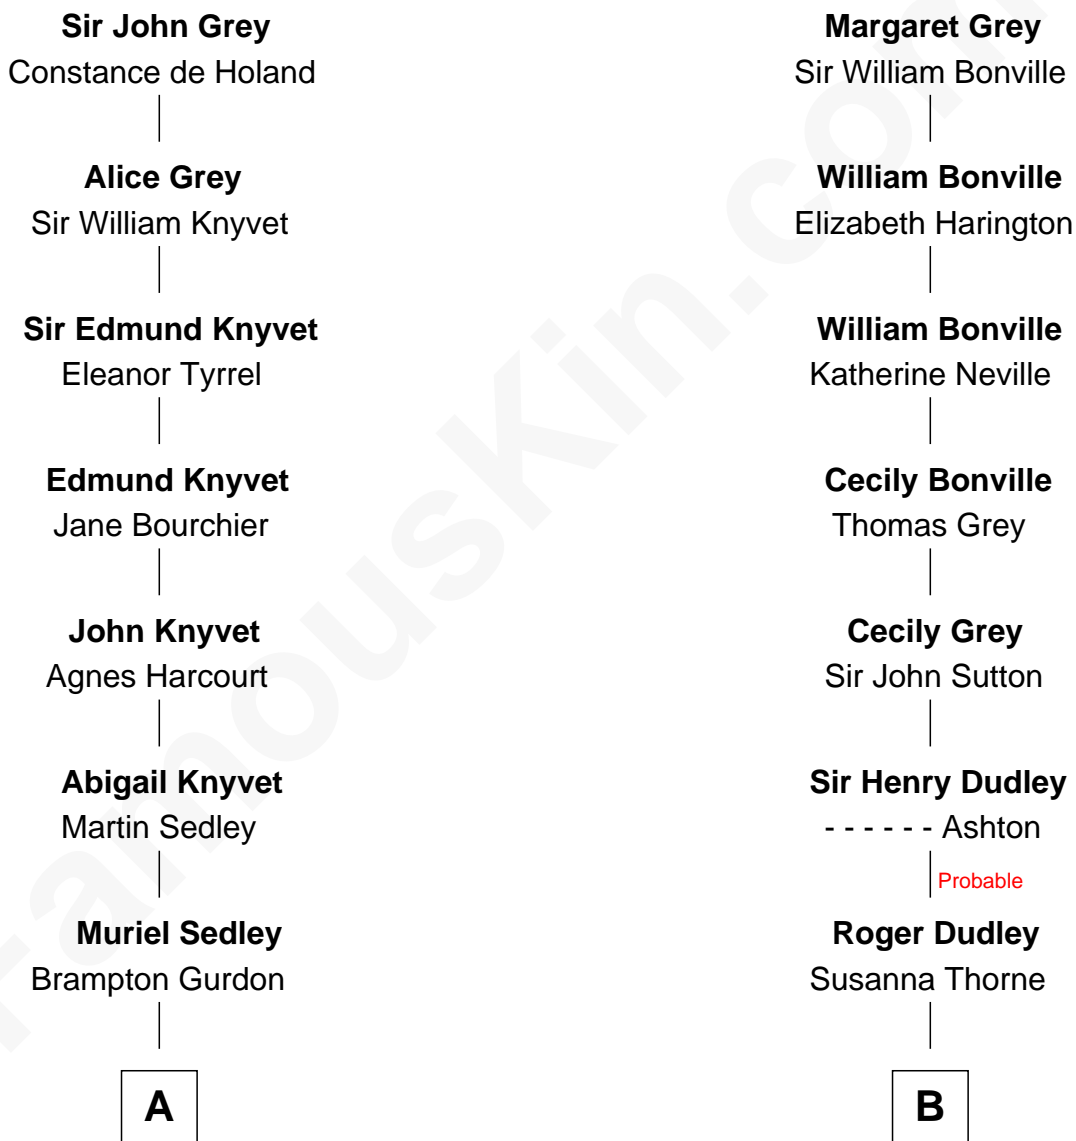 Sir John Grey
Constance de Holand
Alice Grey
Sir William Knyvet
Sir Edmund Knyvet
Eleanor Tyrrel
Edmund Knyvet
Jane Bourchier
John Knyvet
Agnes Harcourt
Abigail Knyvet
Martin Sedley
Muriel Sedley
Brampton Gurdon
A
Margaret Grey
Sir William Bonville
William Bonville
Elizabeth Harington
William Bonville
Katherine Neville
Cecily Bonville
Thomas Grey
Cecily Grey
Sir John Sutton
Sir Henry Dudley
- - - - - - Ashton
Probable
Roger Dudley
Susanna Thorne
B
FamousKin.com